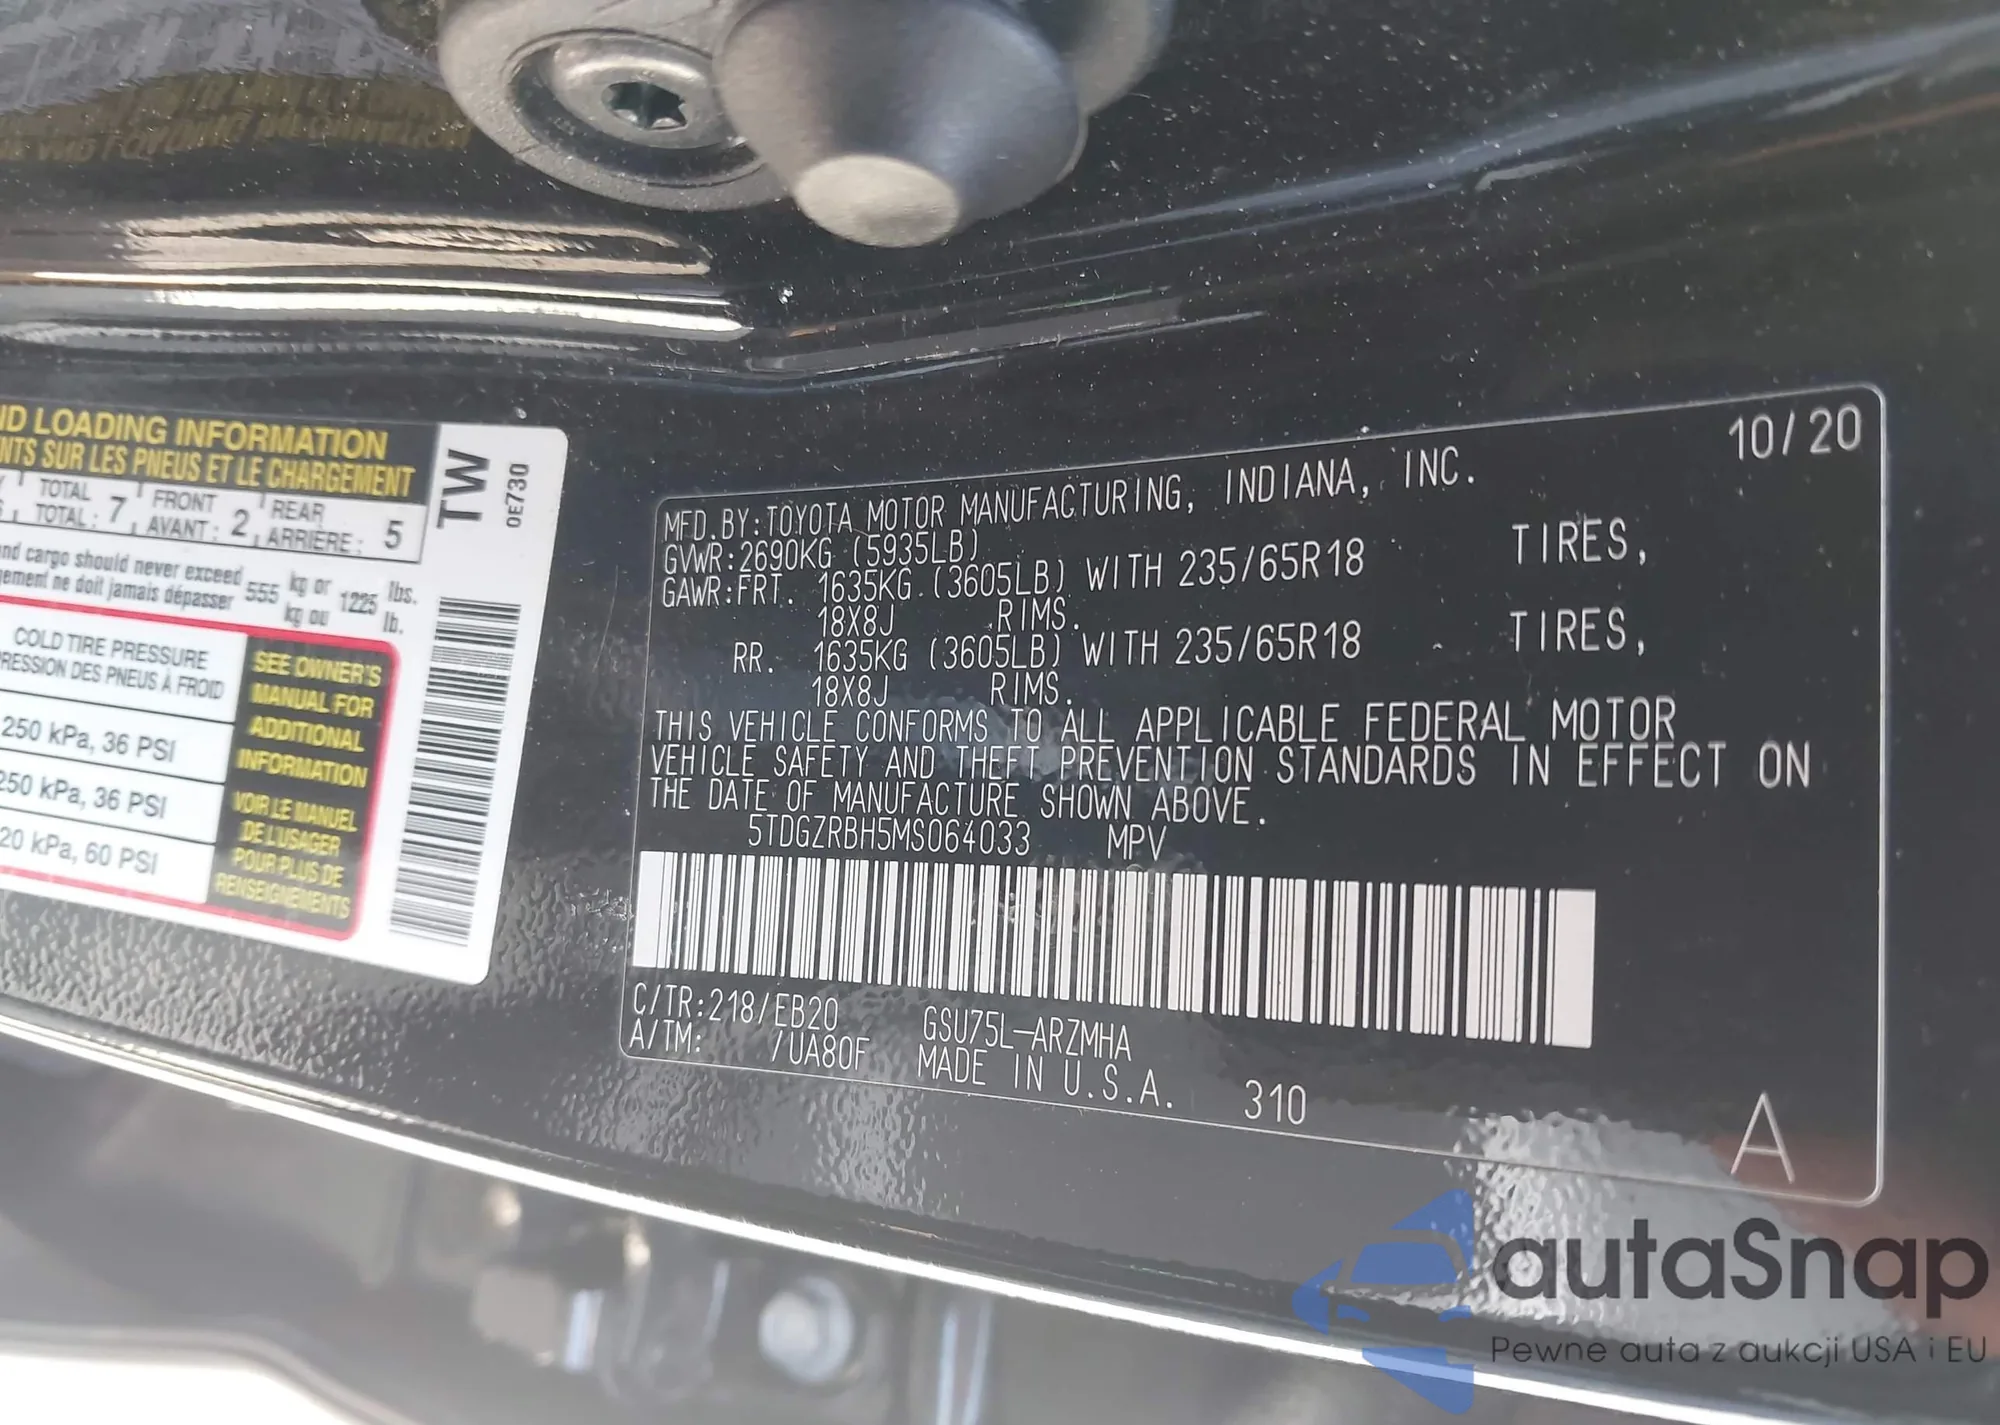 ND LOADING INFORMATION
NTS SUR LES PNEUS ET LE CHARGEMENT
TOTAL FRONT REAR
TOTAL: 7 AVANT: 2 ARRIÈRE: 5
and cargo should never exceed 555 kg or 1225 lbs.
gement ne doit jamais dépasser kg ou lb.
COLD TIRE PRESSURE
PRESSION DES PNEUS À FROID
250 kPa, 36 PSI
250 kPa, 36 PSI
20 kPa, 60 PSI
SEE OWNER'S
MANUAL FOR
ADDITIONAL
INFORMATION
VOIR LE MANUEL
DE L'USAGER
POUR PLUS DE
RENSEIGNEMENTS
TW
0E730
10/20
MFD.BY:TOYOTA MOTOR MANUFACTURING, INDIANA, INC.
GVWR:2690KG (5935LB)
GAWR:FRT. 1635KG (3605LB) WITH 235/65R18 TIRES,
18X8J RIMS.
RR. 1635KG (3605LB) WITH 235/65R18 TIRES,
18X8J RIMS.
THIS VEHICLE CONFORMS TO ALL APPLICABLE FEDERAL MOTOR
VEHICLE SAFETY AND THEFT PREVENTION STANDARDS IN EFFECT ON
THE DATE OF MANUFACTURE SHOWN ABOVE.
5TDGZRBH5MS064033 MPV
C/TR:218/EB20 GSU75L-ARZMHA
A/TM: /UA80F MADE IN U.S.A. 310
A
autaSnap
Pewne auta z aukcji USA i EU